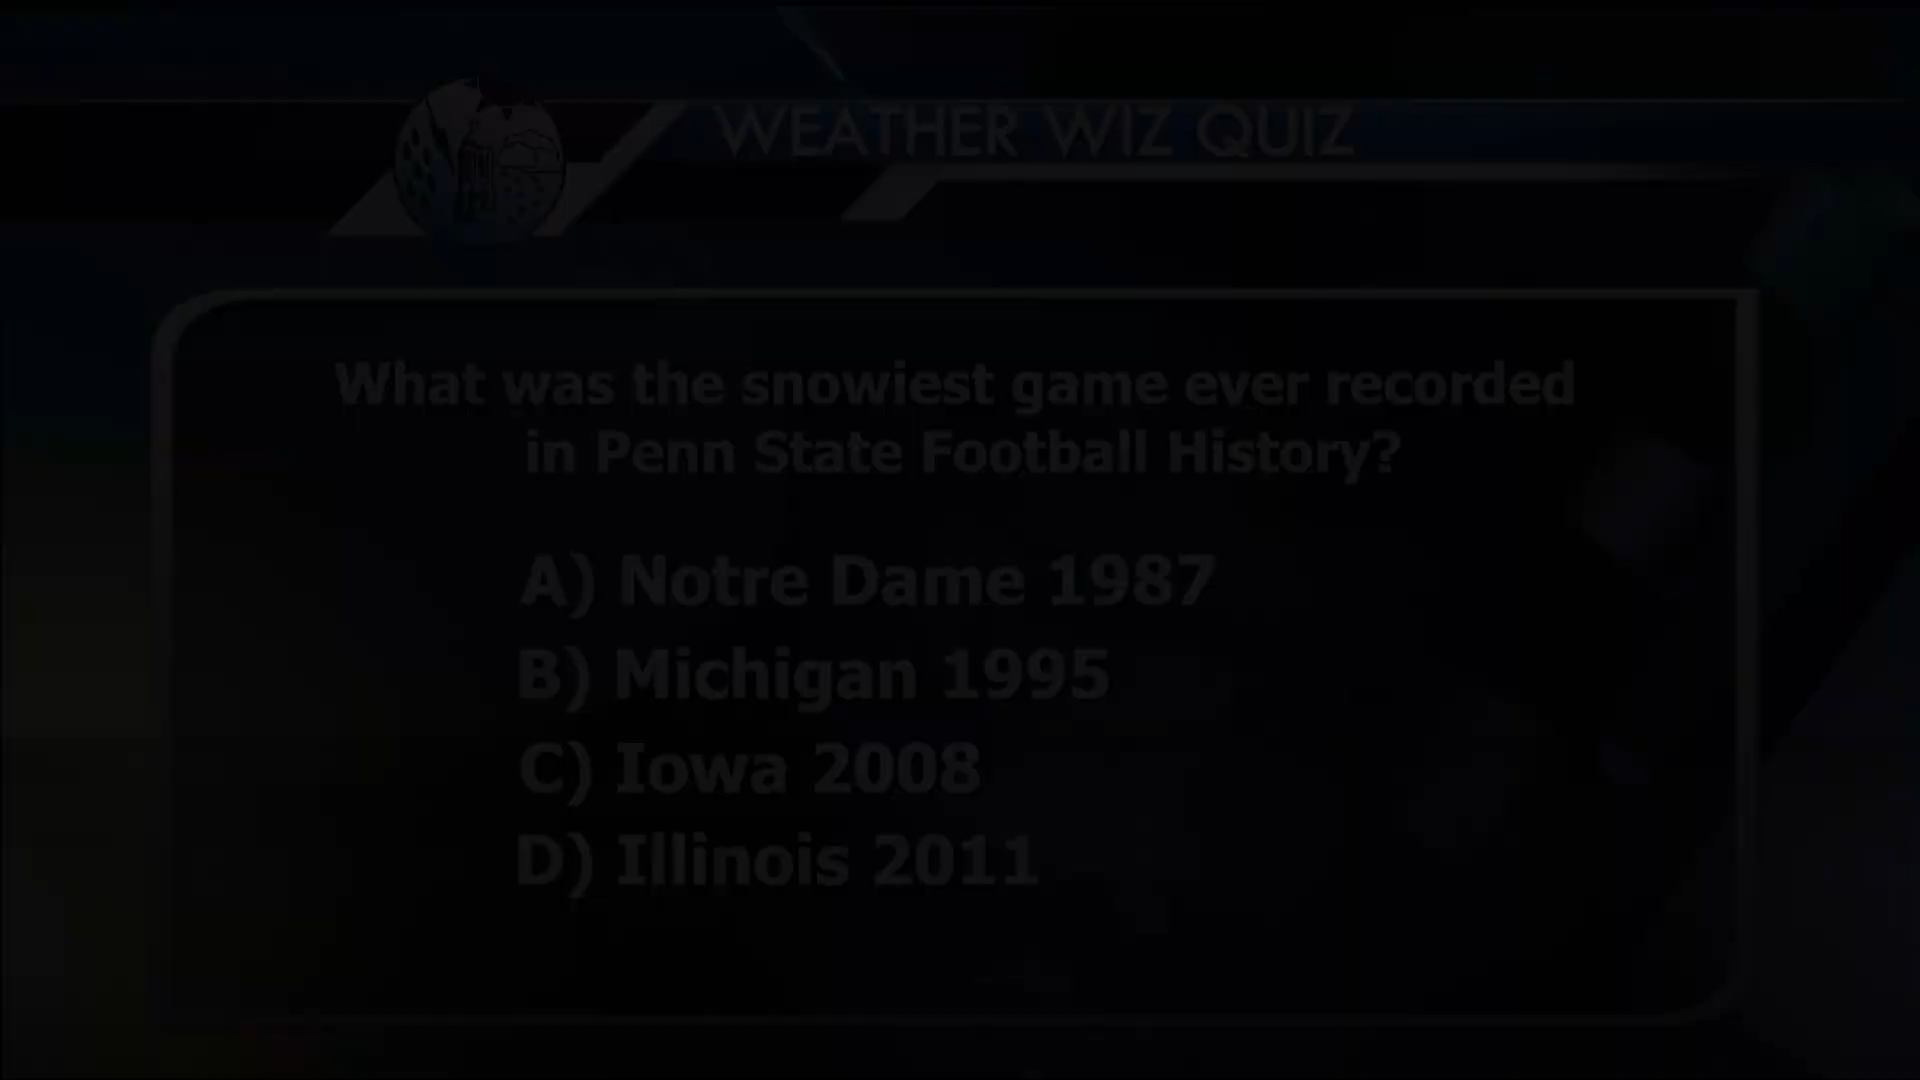 WEATHER WIZ QUIZ
What was the snowiest game ever recorded
in Penn State Football History?
A) Notre Dame 1987
B) Michigan 1995
C) Iowa 2008
D) Illinois 2011